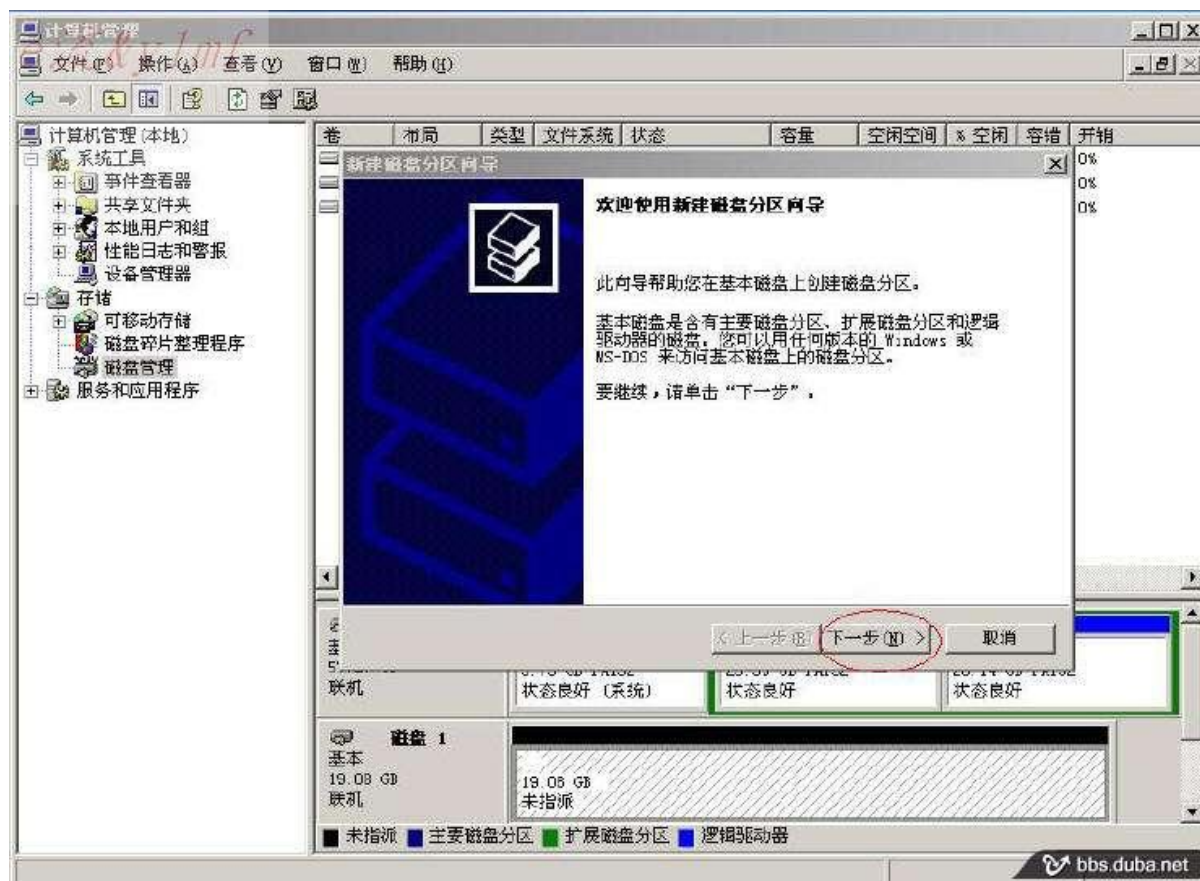 计算机管理
文件(F) 操作(A) 查看(V) 窗口(W) 帮助(H)
计算机管理(本地)
系统工具
事件查看器
共享文件夹
本地用户和组
性能日志和警报
设备管理器
存储
可移动存储
磁盘碎片整理程序
磁盘管理
服务和应用程序
卷 布局 类型 文件系统 状态 容量 空闲空间 % 空闲 容错 开销
0%
0%
0%
新建磁盘分区向导
欢迎使用新建磁盘分区向导
此向导帮助您在基本磁盘上创建磁盘分区。
基本磁盘是含有主要磁盘分区、扩展磁盘分区和逻辑
驱动器的磁盘。您可以用任何版本的 Windows 或
MS-DOS 来访问基本磁盘上的磁盘分区。
要继续，请单击“下一步”。
< 上一步(B) 下一步(N) > 取消
联机
状态良好 (系统) 状态良好 状态良好
磁盘 1
基本
19.08 GB
联机
19.08 GB
未指派
未指派 主要磁盘分区 扩展磁盘分区 逻辑驱动器
bbs.duba.net